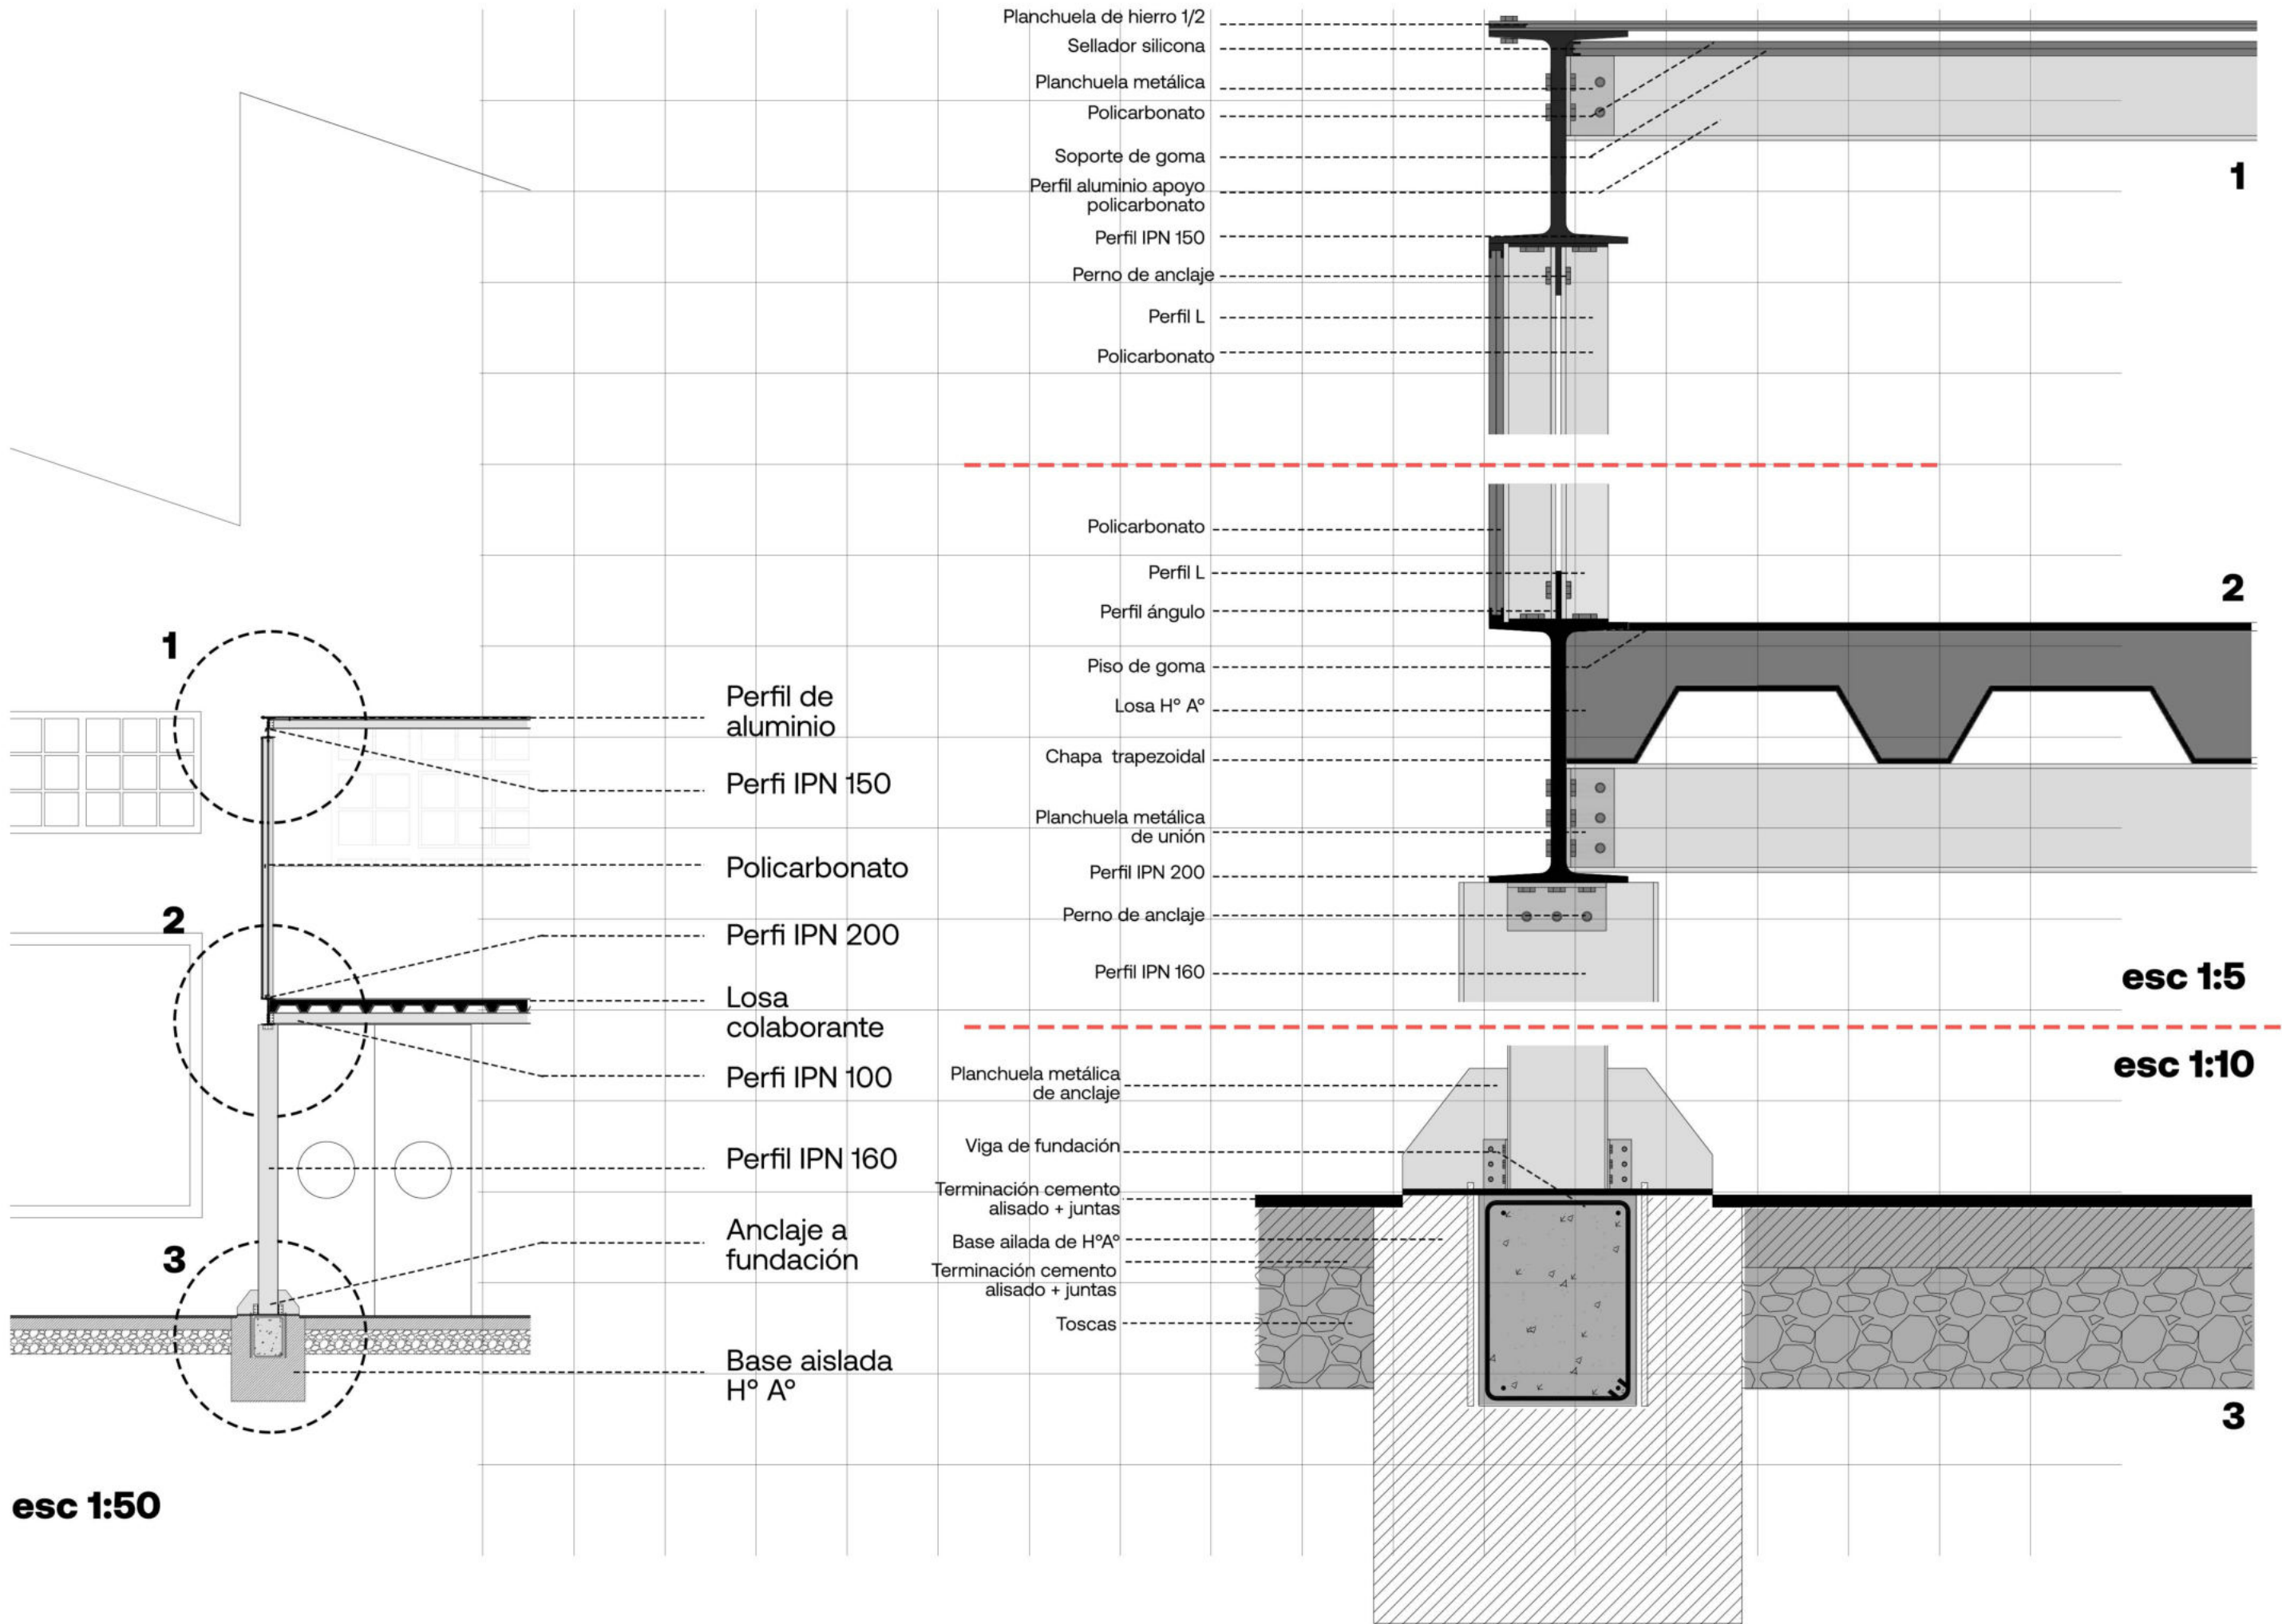 1
2
3
Perfil de
aluminio
Perfi IPN 150
Policarbonato
Perfi IPN 200
Losa
colaborante
Perfi IPN 100
Perfil IPN 160
Anclaje a
fundación
Base aislada
H° A°
esc 1:50
Planchuela de hierro 1/2
Sellador silicona
Planchuela metálica
Policarbonato
Soporte de goma
Perfil aluminio apoyo
policarbonato
Perfil IPN 150
Perno de anclaje
Perfil L
Policarbonato
1
Policarbonato
Perfil L
Perfil ángulo
Piso de goma
Losa H° A°
Chapa trapezoidal
Planchuela metálica
de unión
Perfil IPN 200
Perno de anclaje
Perfil IPN 160
2
esc 1:5
esc 1:10
Planchuela metálica
de anclaje
Viga de fundación
Terminación cemento
alisado + juntas
Base ailada de H°A°
Terminación cemento
alisado + juntas
Toscas
3